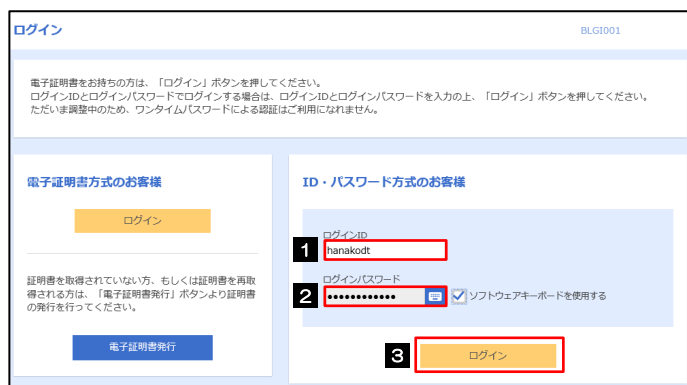 ログイン
BLGI001
電子証明書をお持ちの方は、「ログイン」ボタンを押してください。
ログインIDとログインパスワードでログインする場合は、ログインIDとログインパスワードを入力の上、「ログイン」ボタンを押してください。
ただいま調整中のため、ワンタイムパスワードによる認証はご利用になれません。
電子証明書方式のお客様
ログイン
証明書を取得されていない方、もしくは証明書を再取
得される方は、「電子証明書発行」ボタンより証明書
の発行を行ってください。
電子証明書発行
ID・パスワード方式のお客様
ログインID
1 hanakodt
ログインパスワード
2 ●●●●●●●●●●●● ソフトウェアキーボードを使用する
3 ログイン